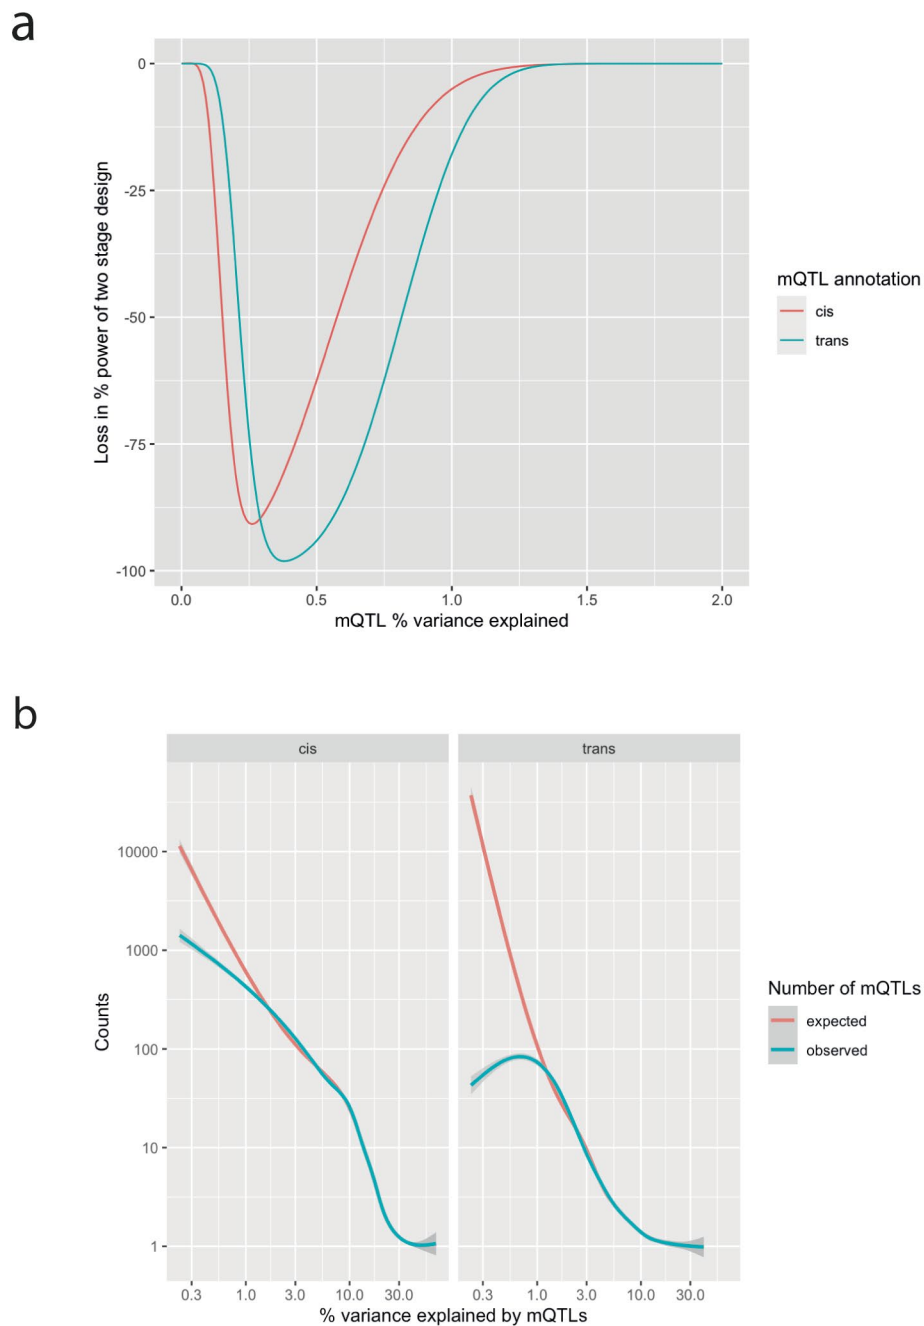 a
0
-25
-50
-75
-100
Loss in % power of two stage design
0.0 0.5 1.0 1.5 2.0
mQTL % variance explained
mQTL annotation
cis
trans
b
cis trans
10000
1000
100
10
1
Counts
0.3 1.0 3.0 10.0 30.0 0.3 1.0 3.0 10.0 30.0
% variance explained by mQTLs
Number of mQTLs
expected
observed